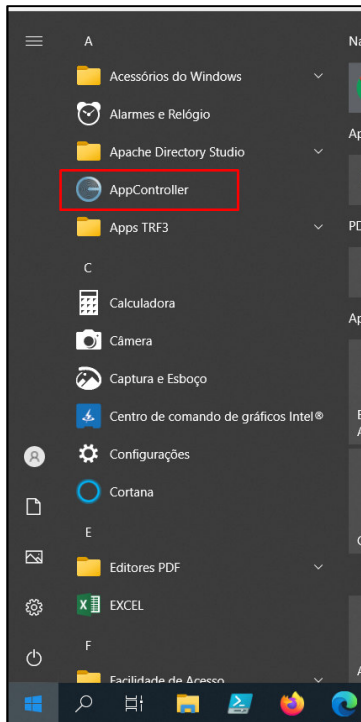 A
Acessórios do Windows
Alarmes e Relógio
Apache Directory Studio
AppController
Apps TRF3
C
Calculadora
Câmera
Captura e Esboço
Centro de comando de gráficos Intel®
Configurações
Cortana
E
Editores PDF
EXCEL
F
Facilidade de Acesso